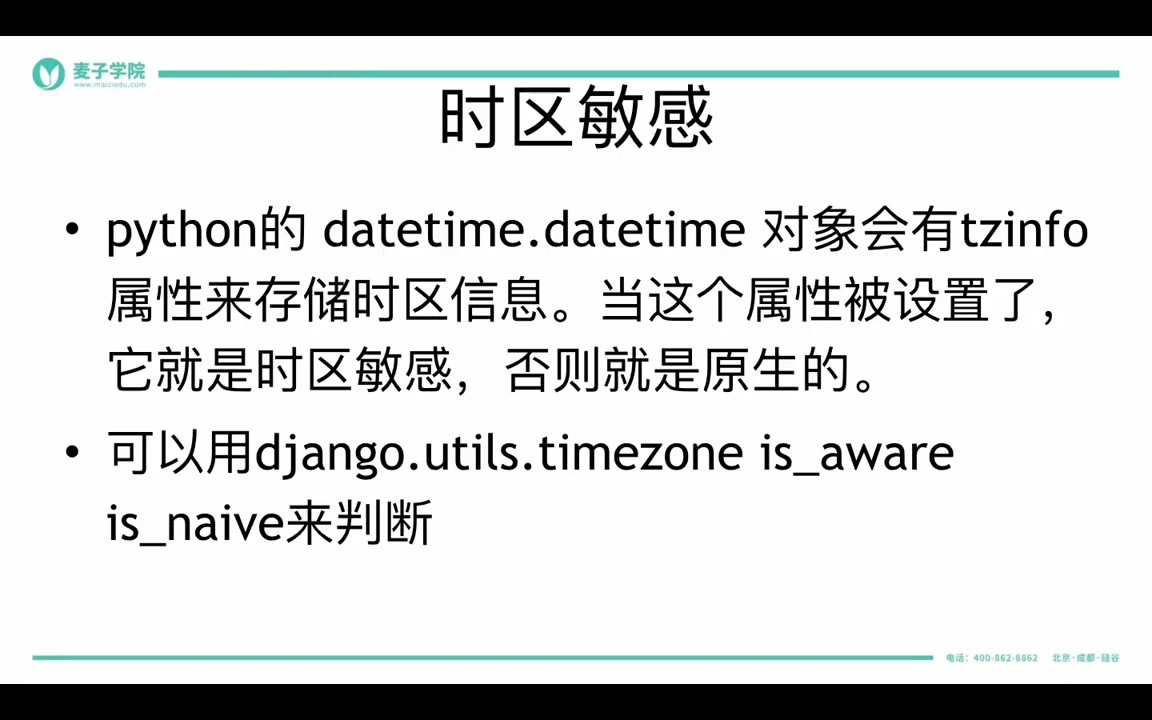 麦子学院
www.maiziedu.com
时区敏感
• python的 datetime.datetime 对象会有tzinfo
属性来存储时区信息。当这个属性被设置了，
它就是时区敏感，否则就是原生的。
• 可以用django.utils.timezone is_aware
is_naive来判断
电话：400-862-8862 北京·成都·硅谷